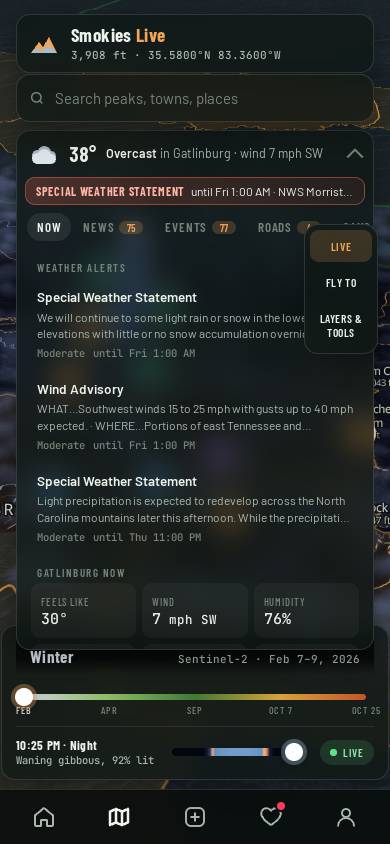 Smokies Live
3,908 ft · 35.5800°N 83.3600°W
Search peaks, towns, places
38° Overcast in Gatlinburg · wind 7 mph SW
SPECIAL WEATHER STATEMENT until Fri 1:00 AM · NWS Morrist…
NOW NEWS 75 EVENTS 77 ROADS
LIVE
FLY TO
LAYERS &
TOOLS
WEATHER ALERTS
Special Weather Statement
We will continue to some light rain or snow in the
elevations with little or no snow accumulation
Moderate until Fri 1:00 AM
Wind Advisory
WHAT...Southwest winds 15 to 25 mph with gusts up to 40 mph
expected. · WHERE...Portions of east Tennessee and…
Moderate until Fri 1:00 PM
Special Weather Statement
Light precipitation is expected to redevelop across the North
Carolina mountains later this afternoon. While the precipitati…
Moderate until Thu 11:00 PM
GATLINBURG NOW
FEELS LIKE
30°
WIND
7 mph SW
HUMIDITY
76%
Winter
Sentinel-2 · Feb 7–9, 2026
FEB APR SEP OCT 7 OCT 25
10:25 PM · Night
Waning gibbous, 92% lit
LIVE